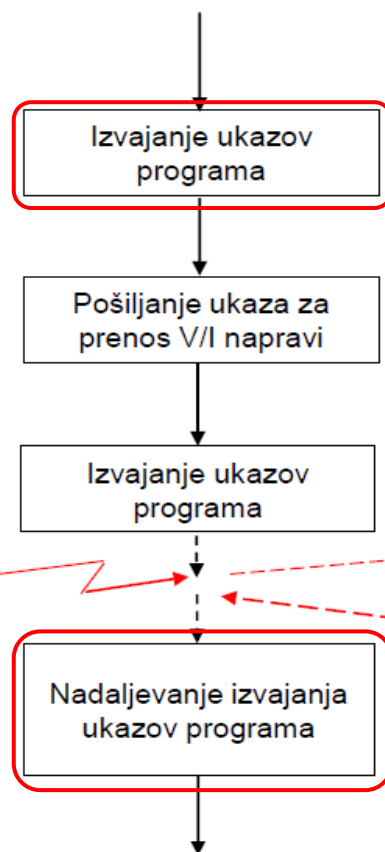 Izvajanje ukazov
programa
Pošiljanje ukaza za
prenos V/I napravi
Izvajanje ukazov
programa
Nadaljevanje izvajanja
ukazov programa